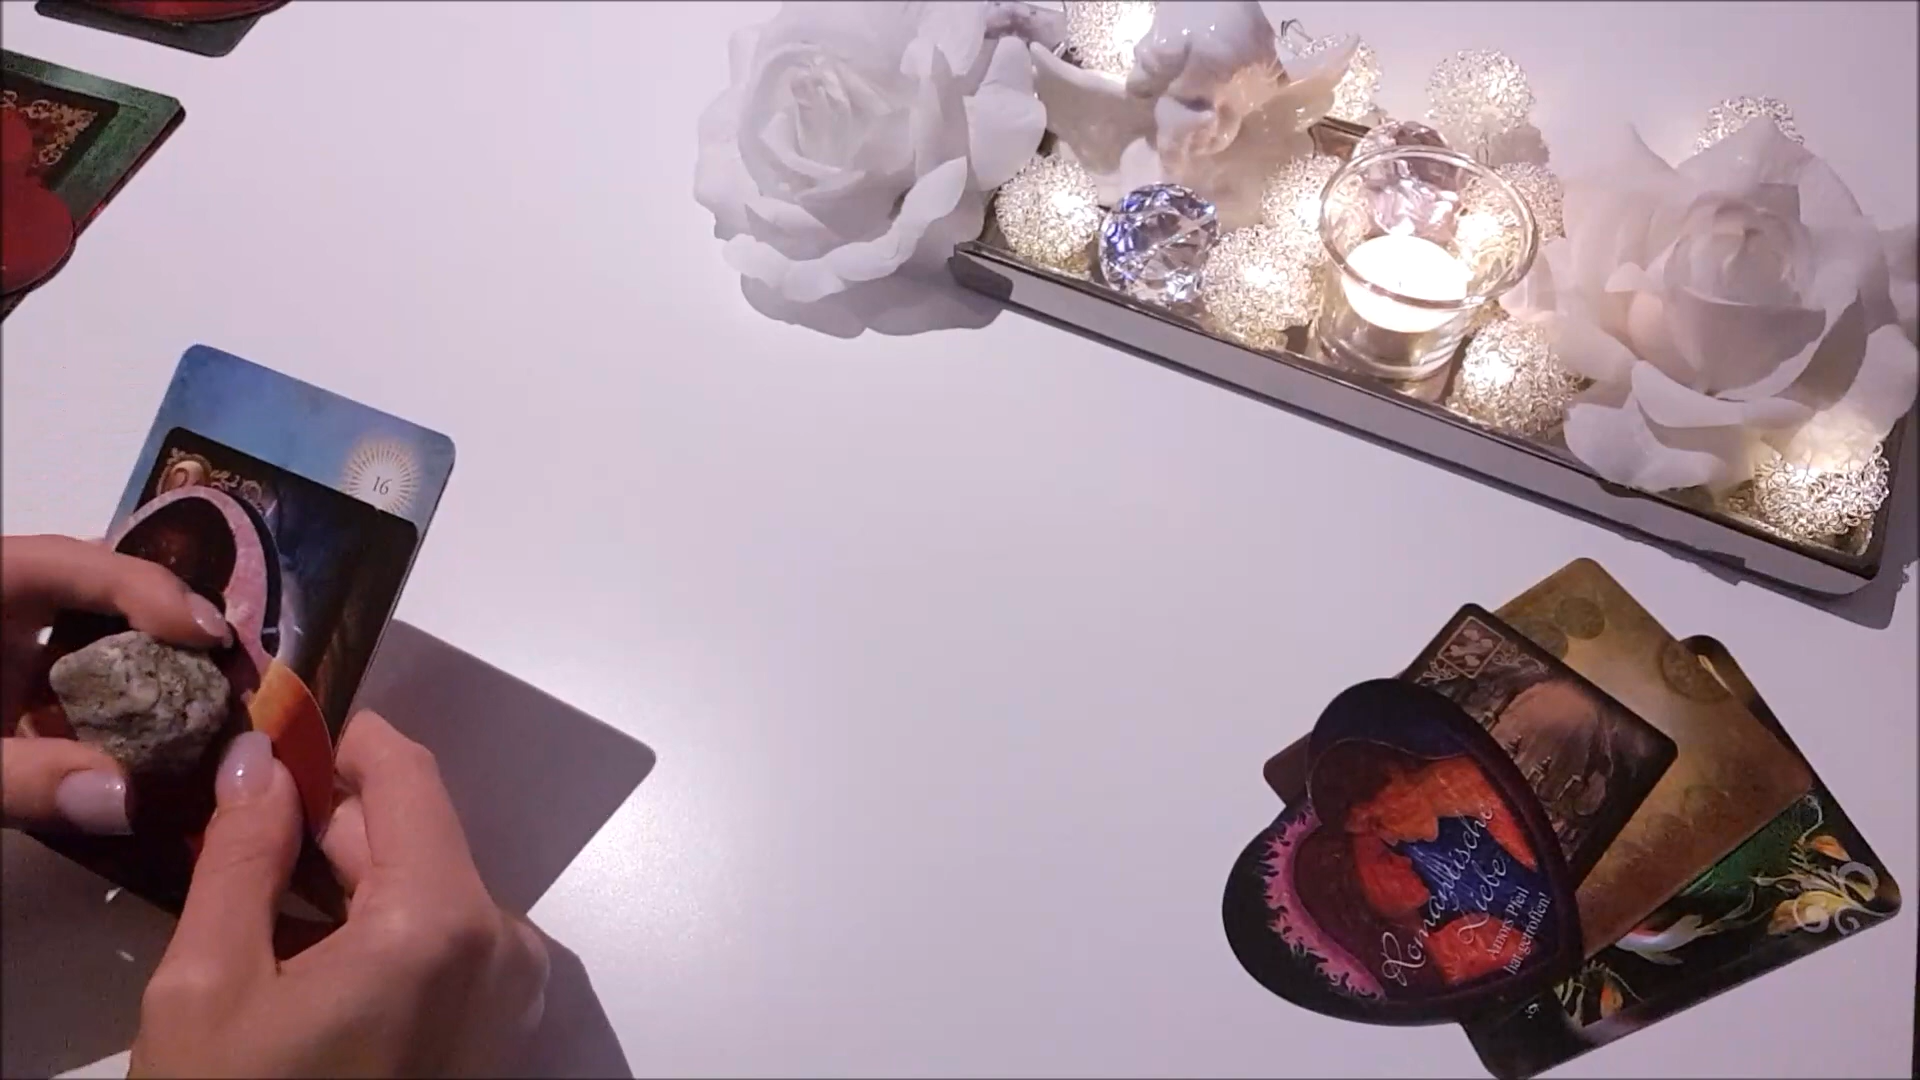 16
Romantische
Liebe
Amors Pfeil
hat getroffen!